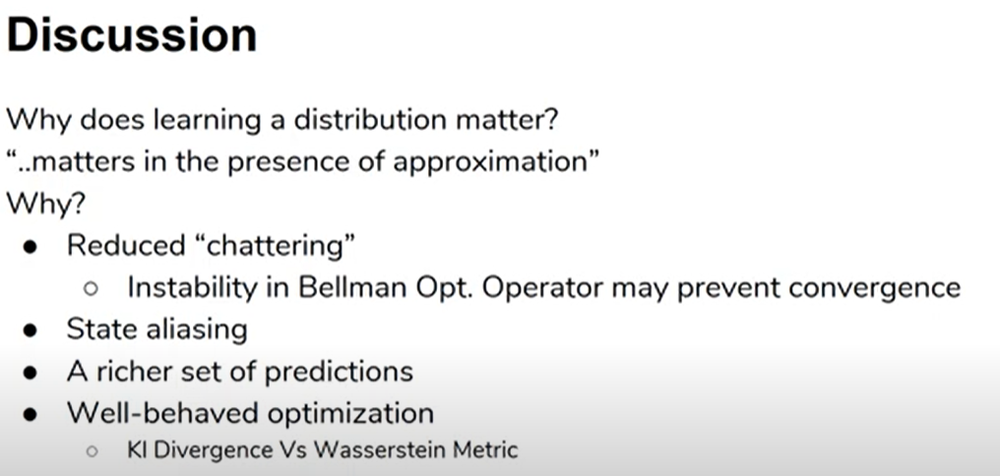 Discussion
Why does learning a distribution matter?
“..matters in the presence of approximation”
Why?
● Reduced “chattering”
○ Instability in Bellman Opt. Operator may prevent convergence
● State aliasing
● A richer set of predictions
● Well-behaved optimization
○ Kl Divergence Vs Wasserstein Metric